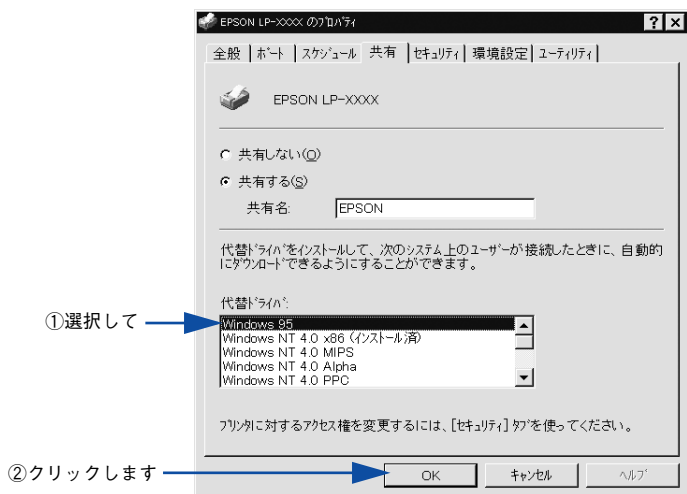 EPSON LP-XXXX のプロパティ
全般 ポート スケジュール 共有 セキュリティ 環境設定 ユーティリティ
EPSON LP-XXXX
共有しない(O)
共有する(S)
共有名: EPSON
代替ドライバをインストールして、次のシステム上のユーザーが接続したときに、自動的
にダウンロードできるようにすることができます。
代替ドライバ:
①選択して
Windows 95
Windows NT 4.0 x86 (インストール済)
Windows NT 4.0 MIPS
Windows NT 4.0 Alpha
Windows NT 4.0 PPC
プリンタに対するアクセス権を変更するには、[セキュリティ] タブを使ってください。
②クリックします
OK キャンセル ヘルプ